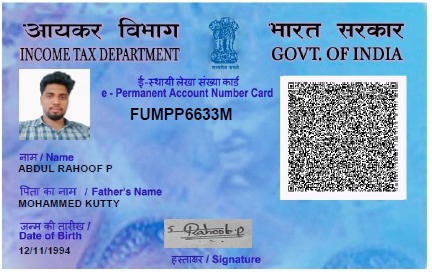 आयकर विभाग
INCOME TAX DEPARTMENT
भारत सरकार
GOVT. OF INDIA
ई-स्थायी लेखा संख्या कार्ड
e - Permanent Account Number Card
FUMPP6633M
नाम / Name
ABDUL RAHOOF P
पिता का नाम / Father's Name
MOHAMMED KUTTY
जन्म की तारीख /
Date of Birth
12/11/1994
Rahoof P
हस्ताक्षर / Signature